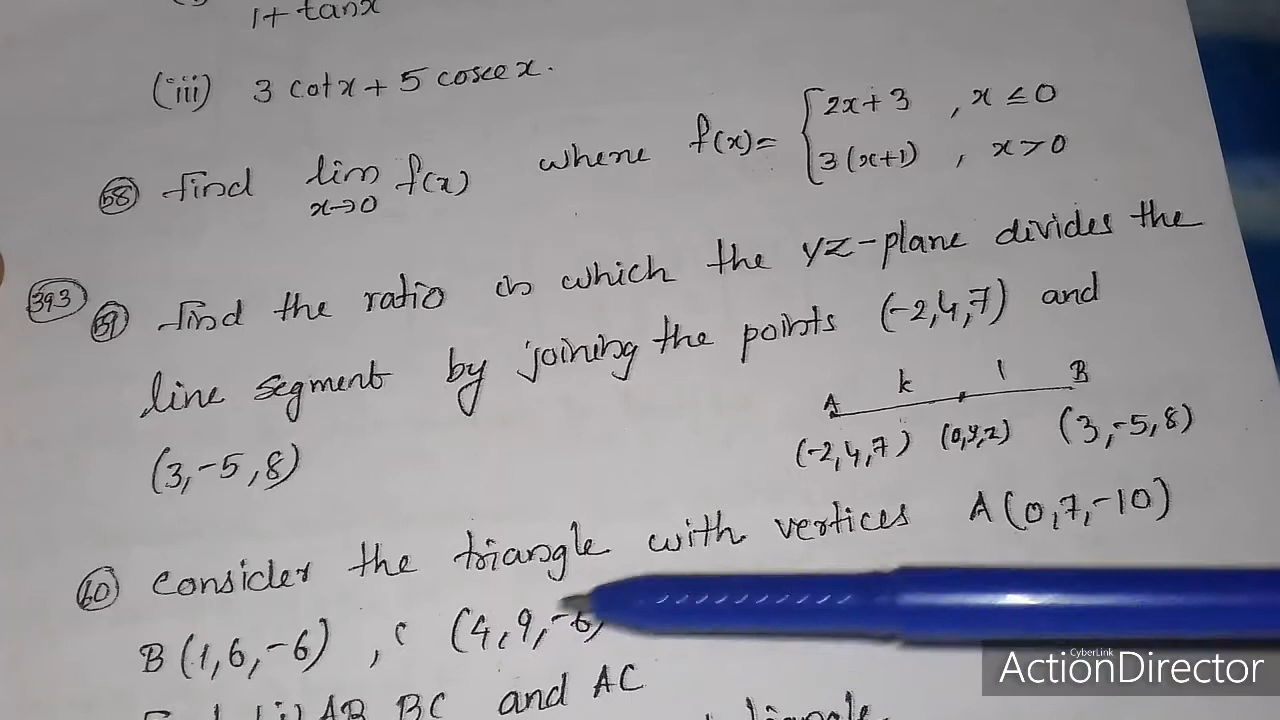 1+ tanx
(iii) 3 cotx + 5 cosec x.
58 Find lim x→0 f(x) where f(x)= { 2x+3 , x ≤ 0
3(x+1) , x>0
393
59 Find the ratio in which the YZ-plane divides the
line segment by joining the points (-2,4,7) and
(3,-5,8)
A k 1 B
(-2,4,7) (0,y,z) (3,-5,8)
60 Consider the triangle with vertices A(0,7,-10)
B(1,6,-6) , C (4,9,-6)
(i) AB BC and AC
triangle.
CyberLink
ActionDirector